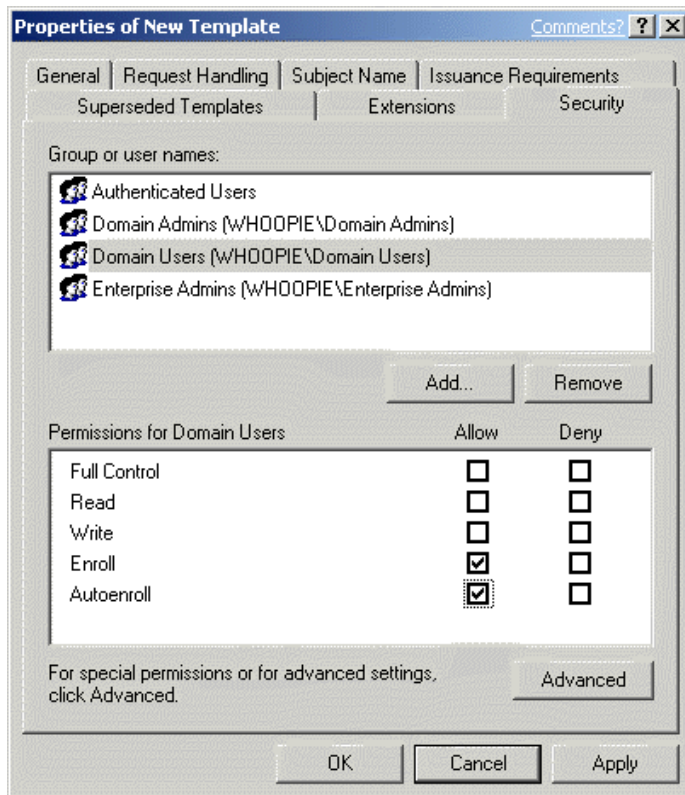 Properties of New Template Comments? ? X
General Request Handling Subject Name Issuance Requirements
Superseded Templates Extensions Security
Group or user names:
Authenticated Users
Domain Admins (WHOOPIE\Domain Admins)
Domain Users (WHOOPIE\Domain Users)
Enterprise Admins (WHOOPIE\Enterprise Admins)
Add... Remove
Permissions for Domain Users Allow Deny
Full Control
Read
Write
Enroll
Autoenroll
For special permissions or for advanced settings,
click Advanced. Advanced
OK Cancel Apply